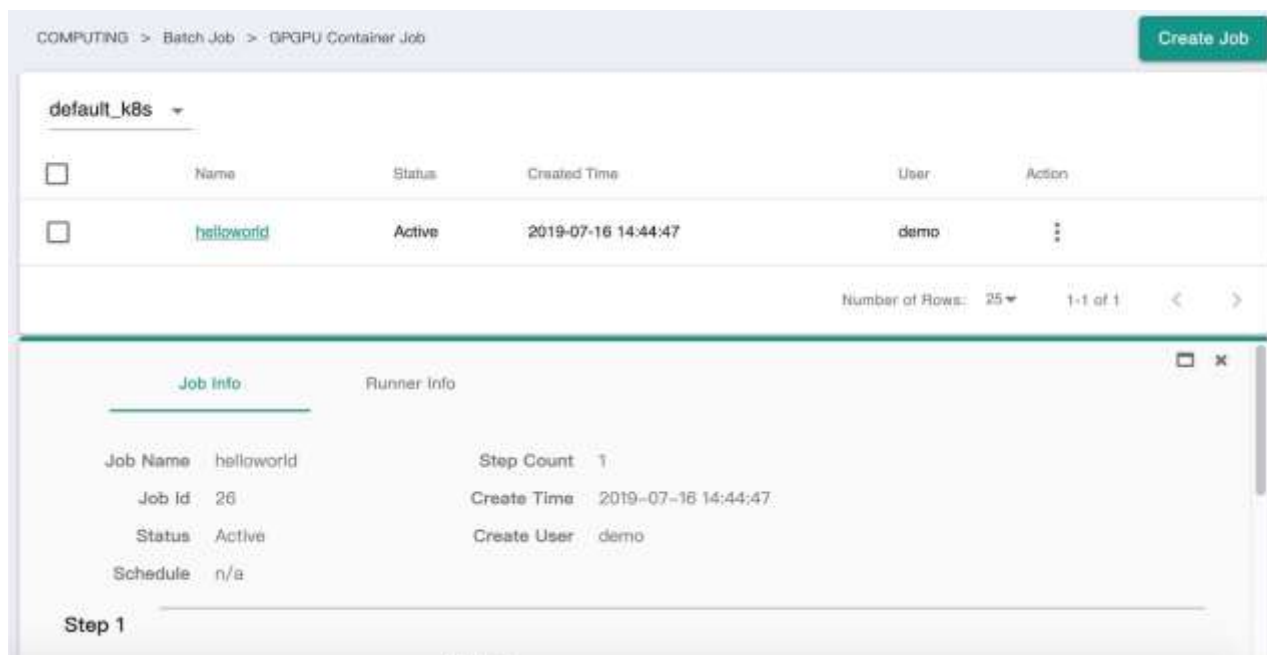 COMPUTING > Batch Job > GPGPU Container Job
Create Job
default_k8s
Name Status Created Time User Action
helloworld Active 2019-07-16 14:44:47 demo
Number of Rows: 25 1-1 of 1 < >
Job Info Runner Info
Job Name helloworld Step Count 1
Job Id 26 Create Time 2019-07-16 14:44:47
Status Active Create User demo
Schedule n/a
Step 1